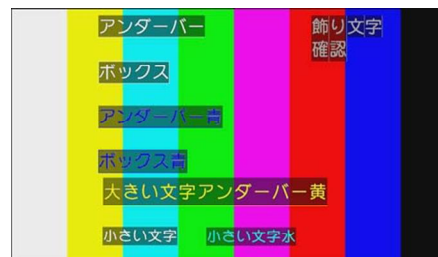 アンダーバー
飾り文字
確認
ボックス
アンダーバー青
ボックス青
大きい文字アンダーバー黄
小さい文字
小さい文字水